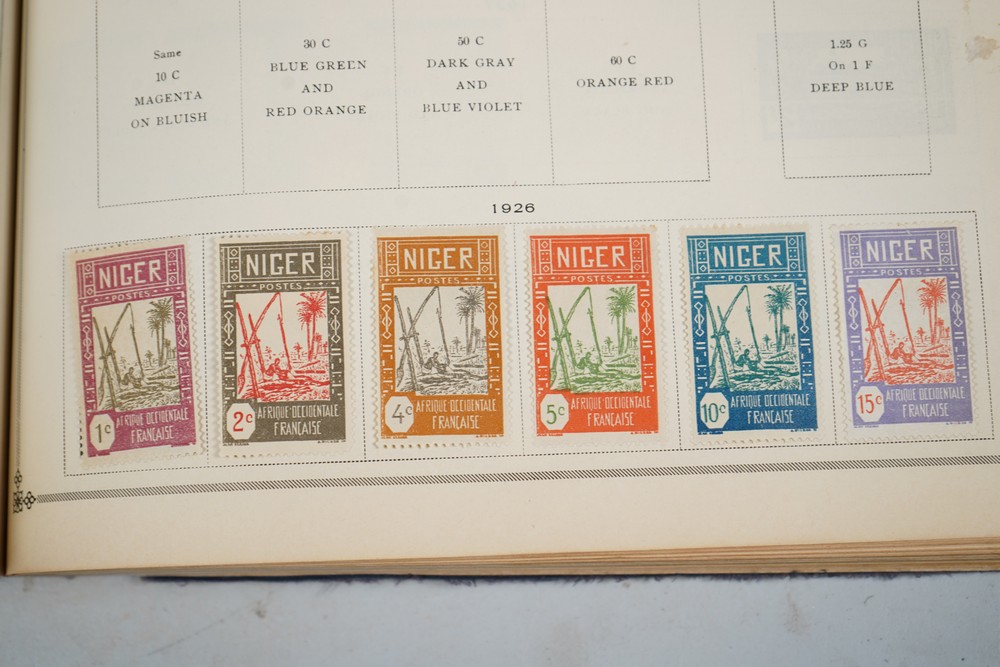 Same
10 C
MAGENTA
ON BLUISH
30 C
BLUE GREEN
AND
RED ORANGE
50 C
DARK GRAY
AND
BLUE VIOLET
60 C
ORANGE RED
1.25 G
On 1 F
DEEP BLUE
1926
NIGER
POSTES
1c
AFRIQUE OCCIDENTALE
FRANÇAISE
NIGER
POSTES
2c
AFRIQUE OCCIDENTALE
FRANÇAISE
NIGER
POSTES
4c
AFRIQUE OCCIDENTALE
FRANÇAISE
NIGER
POSTES
5c
AFRIQUE OCCIDENTALE
FRANÇAISE
NIGER
POSTES
10c
AFRIQUE OCCIDENTALE
FRANÇAISE
NIGER
POSTES
15c
AFRIQUE OCCIDENTALE
FRANÇAISE